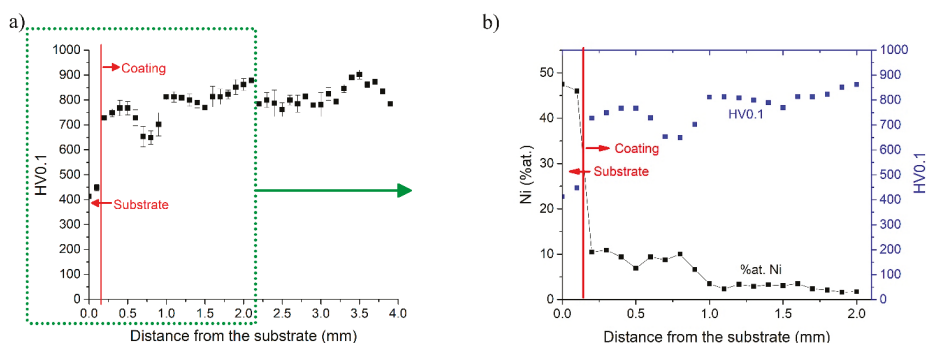 a)
1000
900
800
700
600
500
400
300
200
100
0
HV0.1
Coating
Substrate
0.0 0.5 1.0 1.5 2.0 2.5 3.0 3.5 4.0
Distance from the substrate (mm)
b)
50
40
30
20
10
0
Ni (%at.)
Coating
Substrate
HV0.1
%at. Ni
1000
900
800
700
600
500
400
300
200
100
0
HV0.1
0.0 0.5 1.0 1.5 2.0
Distance from the substrate (mm)